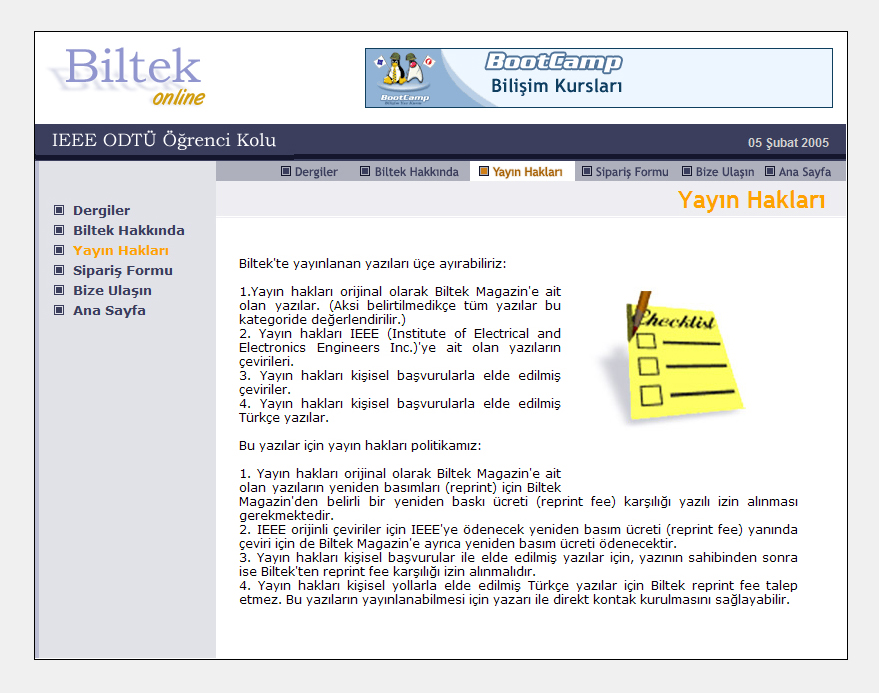 Biltek
online
BootCamp
BootCamp
Bilişim Kursları
IEEE ODTÜ Öğrenci Kolu
05 Şubat 2005
Dergiler Biltek Hakkında Yayın Hakları Sipariş Formu Bize Ulaşın Ana Sayfa
Yayın Hakları
Dergiler
Biltek Hakkında
Yayın Hakları
Sipariş Formu
Bize Ulaşın
Ana Sayfa
Biltek'te yayınlanan yazıları üçe ayırabiliriz:
1.Yayın hakları orijinal olarak Biltek Magazin'e ait
olan yazılar. (Aksi belirtilmedikçe tüm yazılar bu
kategoride değerlendirilir.)
2. Yayın hakları IEEE (Institute of Electrical and
Electronics Engineers Inc.)'ye ait olan yazıların
çevirileri.
3. Yayın hakları kişisel başvurularla elde edilmiş
çeviriler.
4. Yayın hakları kişisel başvurularla elde edilmiş
Türkçe yazılar.
Checklist
Bu yazılar için yayın hakları politikamız:
1. Yayın hakları orijinal olarak Biltek Magazin'e ait
olan yazıların yeniden basımları (reprint) için Biltek
Magazin'den belirli bir yeniden baskı ücreti (reprint fee) karşılığı yazılı izin alınması
gerekmektedir.
2. IEEE orijinli çeviriler için IEEE'ye ödenecek yeniden basım ücreti (reprint fee) yanında
çeviri için de Biltek Magazin'e ayrıca yeniden basım ücreti ödenecektir.
3. Yayın hakları kişisel başvurular ile elde edilmiş yazılar için, yazının sahibinden sonra
ise Biltek'ten reprint fee karşılığı izin alınmalıdır.
4. Yayın hakları kişisel yollarla elde edilmiş Türkçe yazılar için Biltek reprint fee talep
etmez. Bu yazıların yayınlanabilmesi için yazarı ile direkt kontak kurulmasını sağlayabilir.